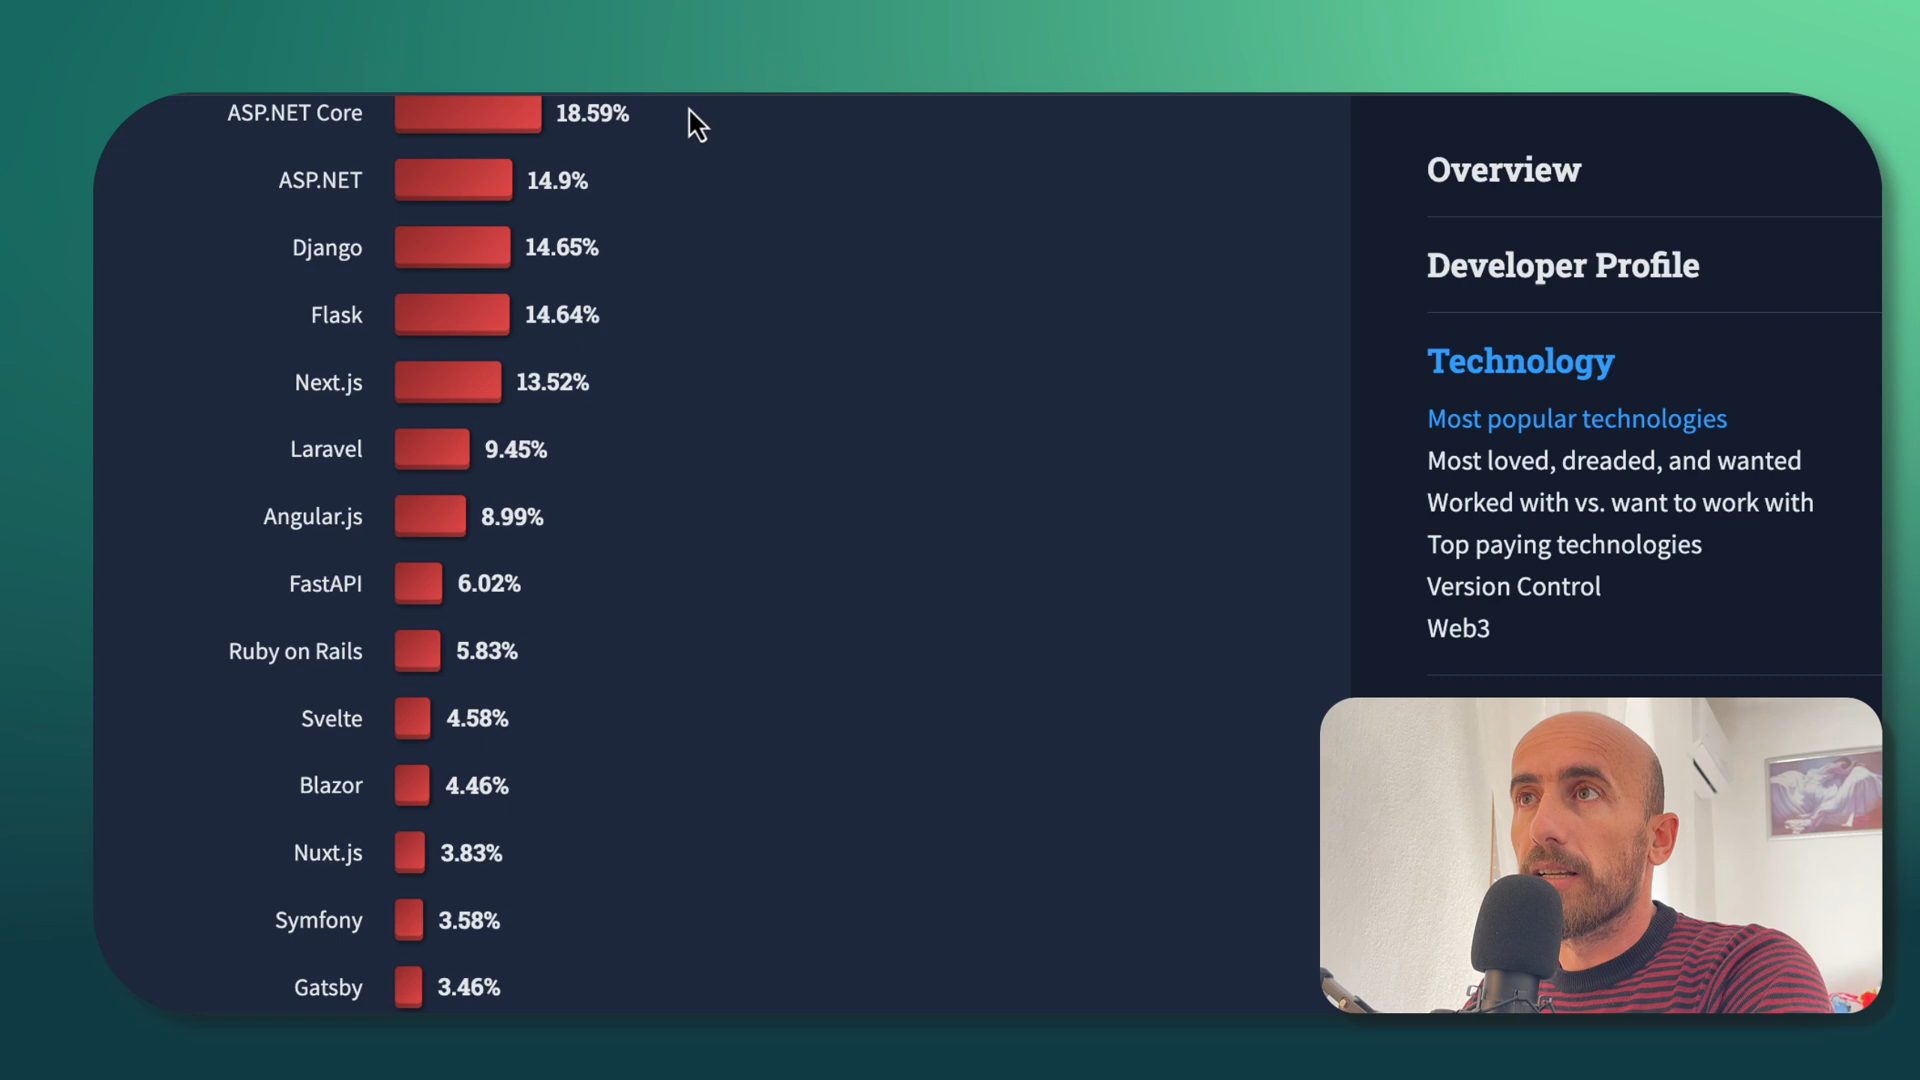 ASP.NET Core 18.59%
ASP.NET 14.9%
Django 14.65%
Flask 14.64%
Next.js 13.52%
Laravel 9.45%
Angular.js 8.99%
FastAPI 6.02%
Ruby on Rails 5.83%
Svelte 4.58%
Blazor 4.46%
Nuxt.js 3.83%
Symfony 3.58%
Gatsby 3.46%
Overview
Developer Profile
Technology
Most popular technologies
Most loved, dreaded, and wanted
Worked with vs. want to work with
Top paying technologies
Version Control
Web3